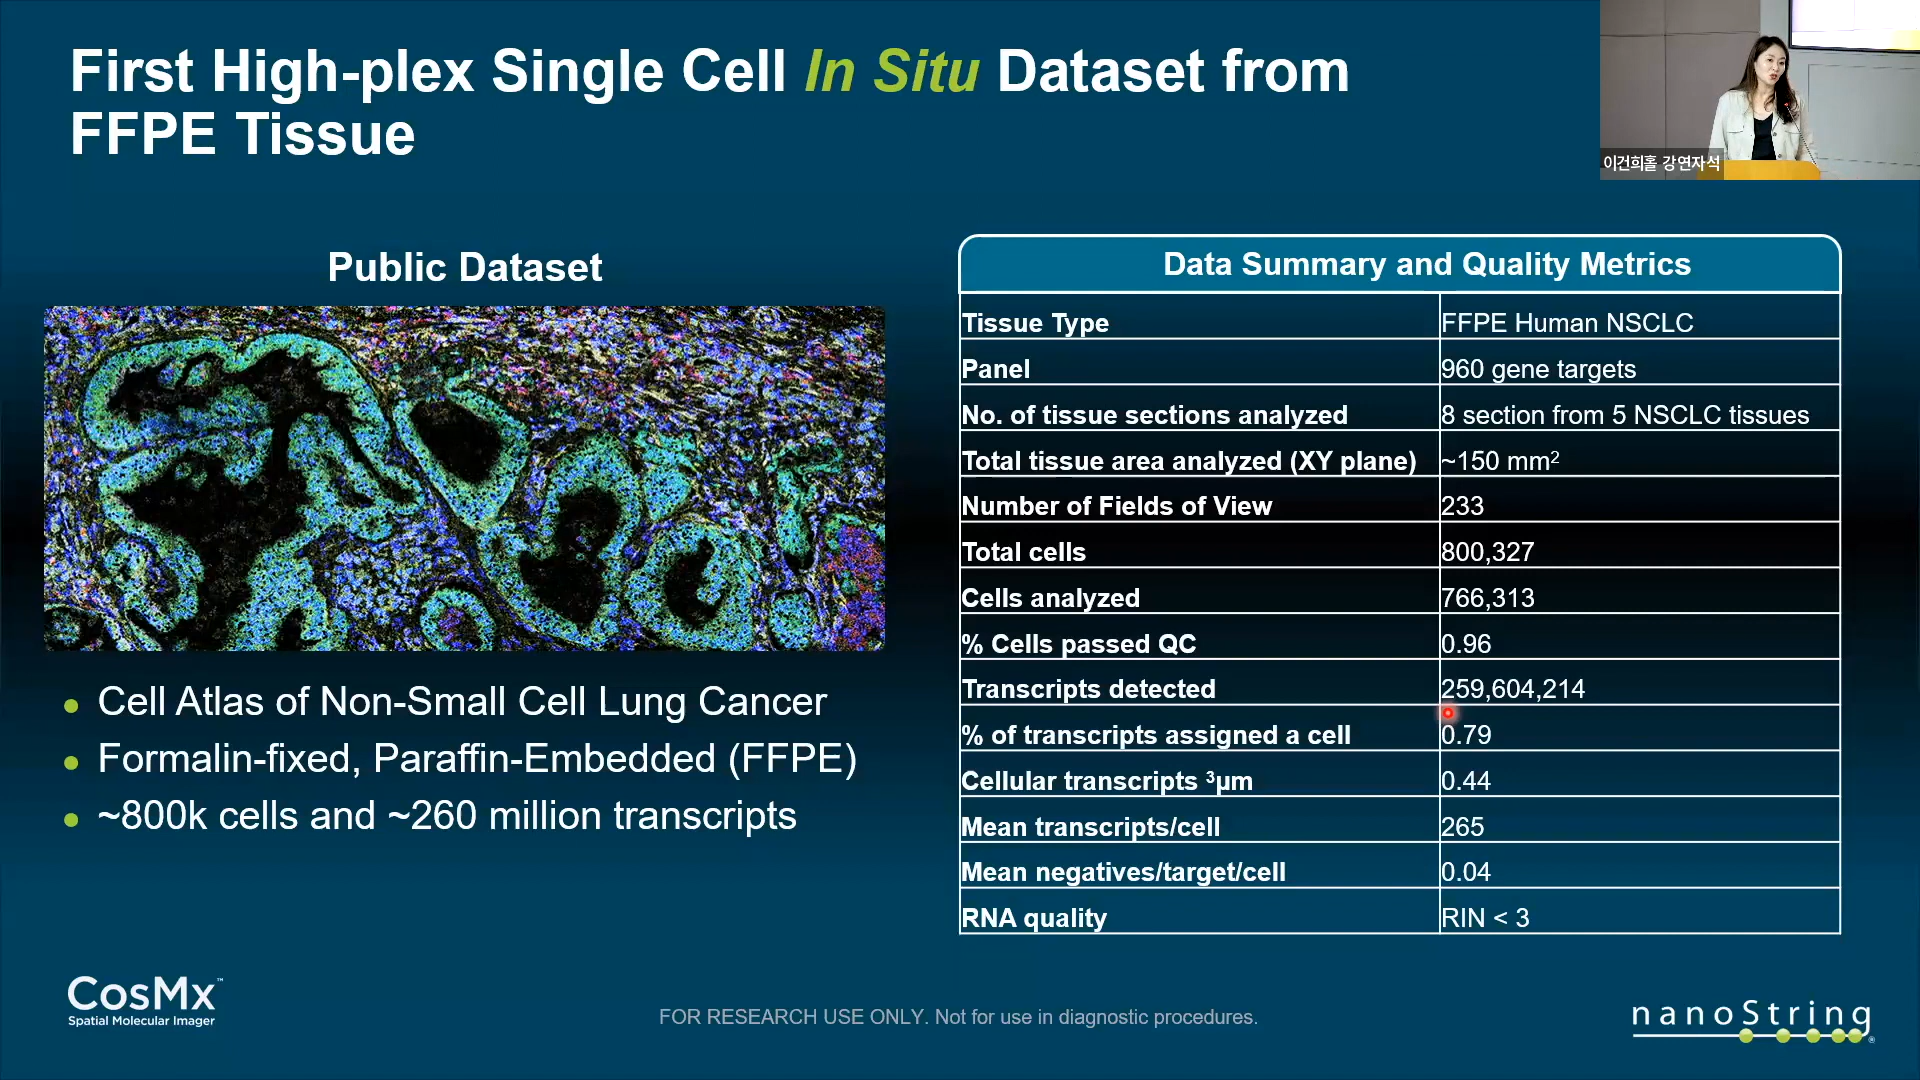 First High-plex Single Cell In Situ Dataset from
FFPE Tissue
이건희홀 강연자석
Public Dataset
• Cell Atlas of Non-Small Cell Lung Cancer
• Formalin-fixed, Paraffin-Embedded (FFPE)
• ~800k cells and ~260 million transcripts
Data Summary and Quality Metrics
Tissue Type FFPE Human NSCLC
Panel 960 gene targets
No. of tissue sections analyzed 8 section from 5 NSCLC tissues
Total tissue area analyzed (XY plane) ~150 mm²
Number of Fields of View 233
Total cells 800,327
Cells analyzed 766,313
% Cells passed QC 0.96
Transcripts detected 259,604,214
% of transcripts assigned a cell 0.79
Cellular transcripts ³µm 0.44
Mean transcripts/cell 265
Mean negatives/target/cell 0.04
RNA quality RIN < 3
CosMx™
Spatial Molecular Imager
FOR RESEARCH USE ONLY. Not for use in diagnostic procedures.
nanoString®